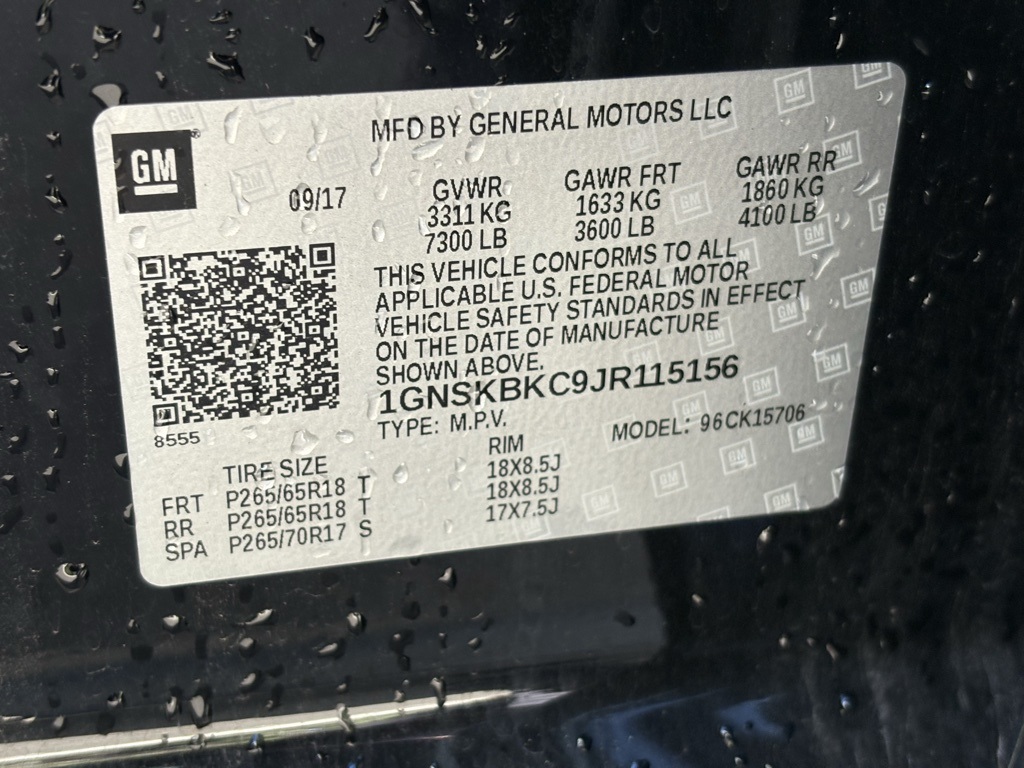 MFD BY GENERAL MOTORS LLC
GM
09/17
GVWR GAWR FRT GAWR RR
3311 KG 1633 KG 1860 KG
7300 LB 3600 LB 4100 LB
THIS VEHICLE CONFORMS TO ALL
APPLICABLE U.S. FEDERAL MOTOR
VEHICLE SAFETY STANDARDS IN EFFECT
ON THE DATE OF MANUFACTURE
SHOWN ABOVE.
1GNSKBKC9JR115156
TYPE: M.P.V. MODEL: 96CK15706
8555
TIRE SIZE RIM
FRT P265/65R18 T 18X8.5J
RR P265/65R18 T 18X8.5J
SPA P265/70R17 S 17X7.5J